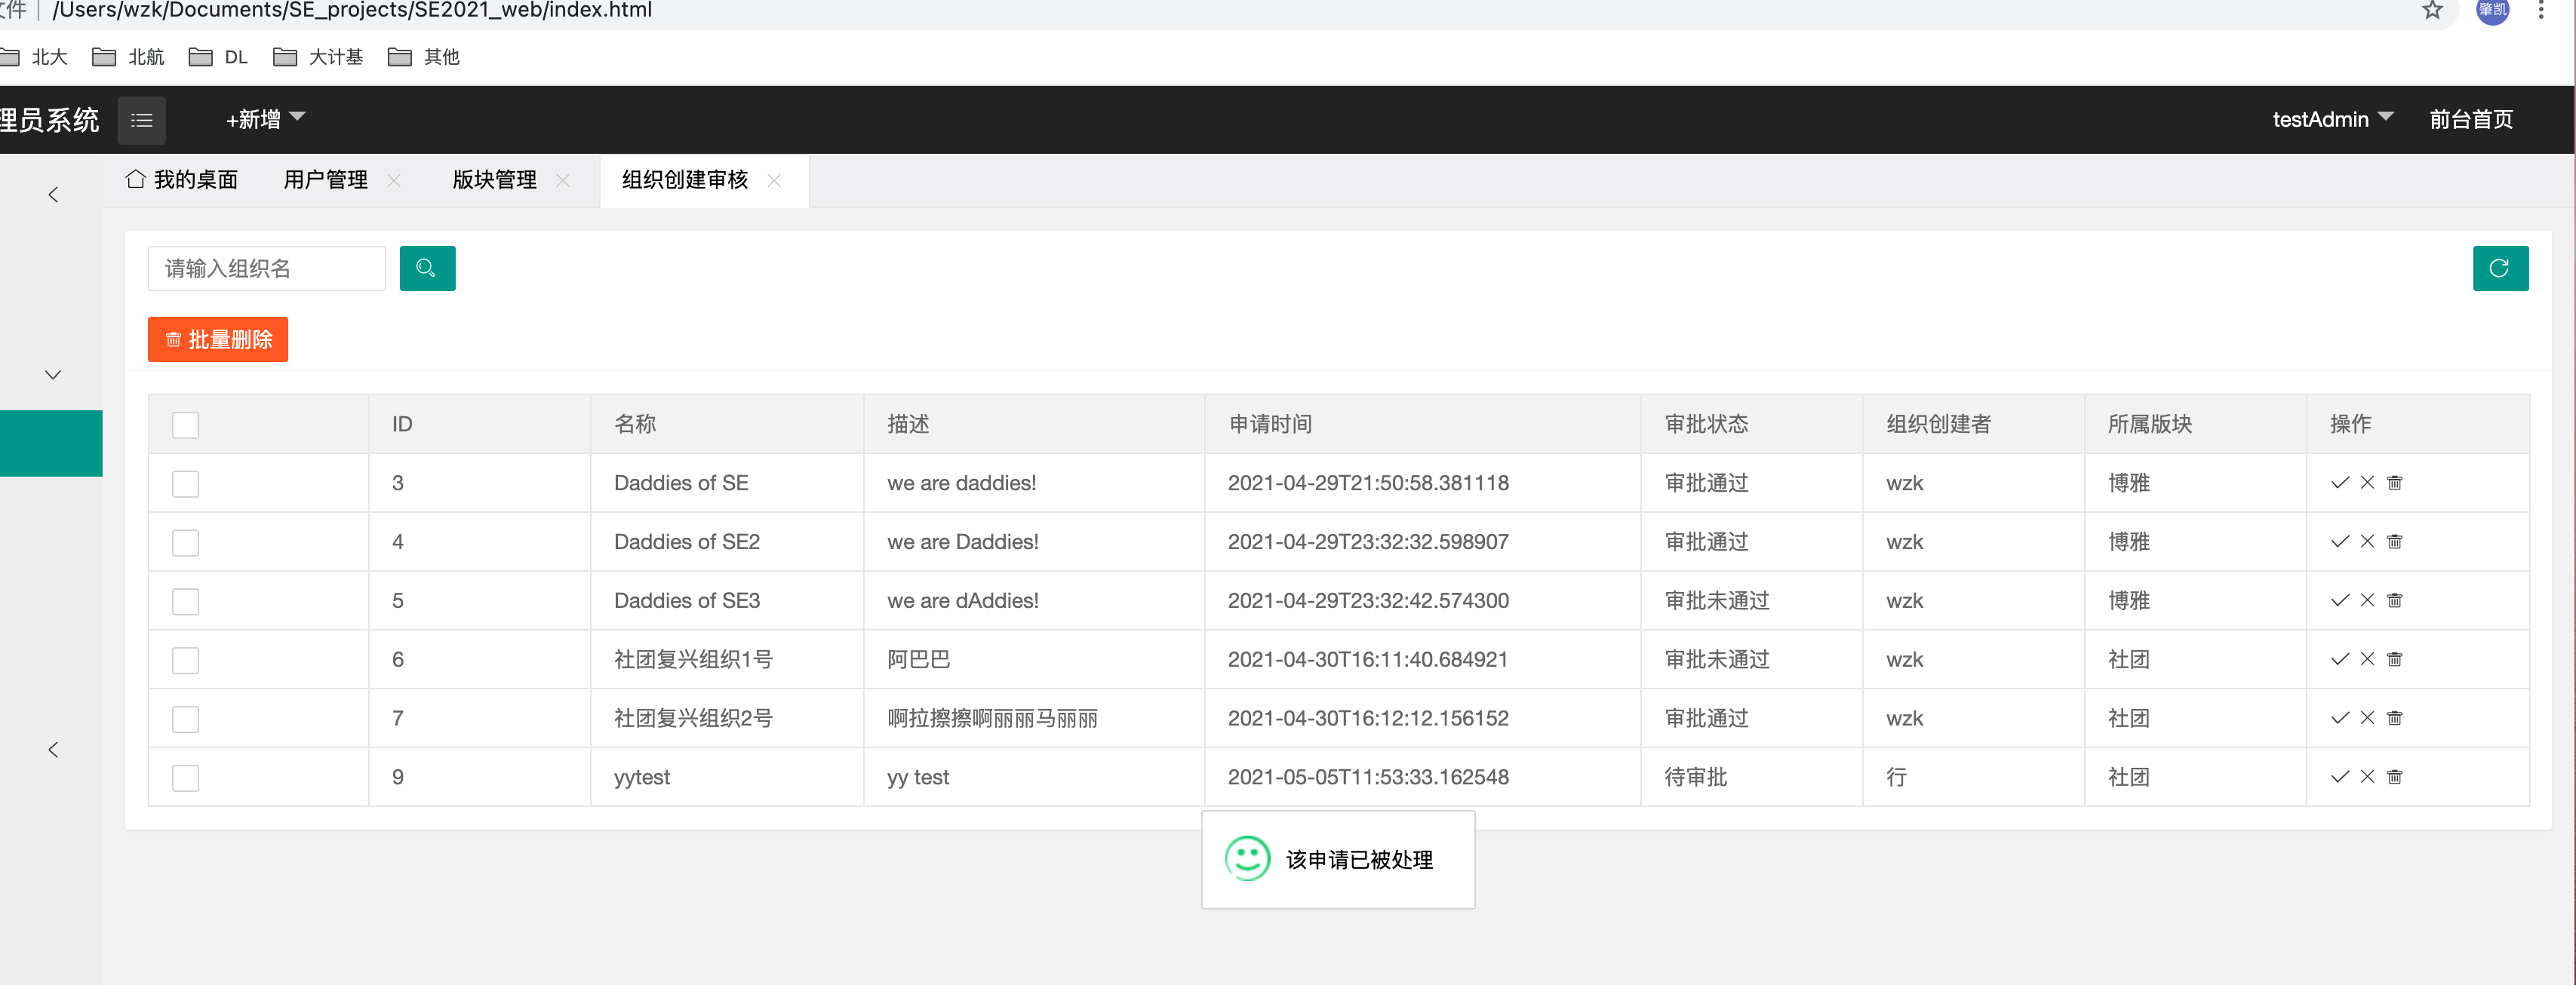 文件 /Users/wzk/Documents/SE_projects/SE2021_web/index.html 肇凯
北大 北航 DL 大计基 其他
理员系统 +新增 testAdmin 前台首页
我的桌面 用户管理 版块管理 组织创建审核
请输入组织名
批量删除
ID 名称 描述 申请时间 审批状态 组织创建者 所属版块 操作
3 Daddies of SE we are daddies! 2021-04-29T21:50:58.381118 审批通过 wzk 博雅
4 Daddies of SE2 we are Daddies! 2021-04-29T23:32:32.598907 审批通过 wzk 博雅
5 Daddies of SE3 we are dAddies! 2021-04-29T23:32:42.574300 审批未通过 wzk 博雅
6 社团复兴组织1号 阿巴巴 2021-04-30T16:11:40.684921 审批未通过 wzk 社团
7 社团复兴组织2号 啊拉擦擦啊丽丽马丽丽 2021-04-30T16:12:12.156152 审批通过 wzk 社团
9 yytest yy test 2021-05-05T11:53:33.162548 待审批 行 社团
该申请已被处理